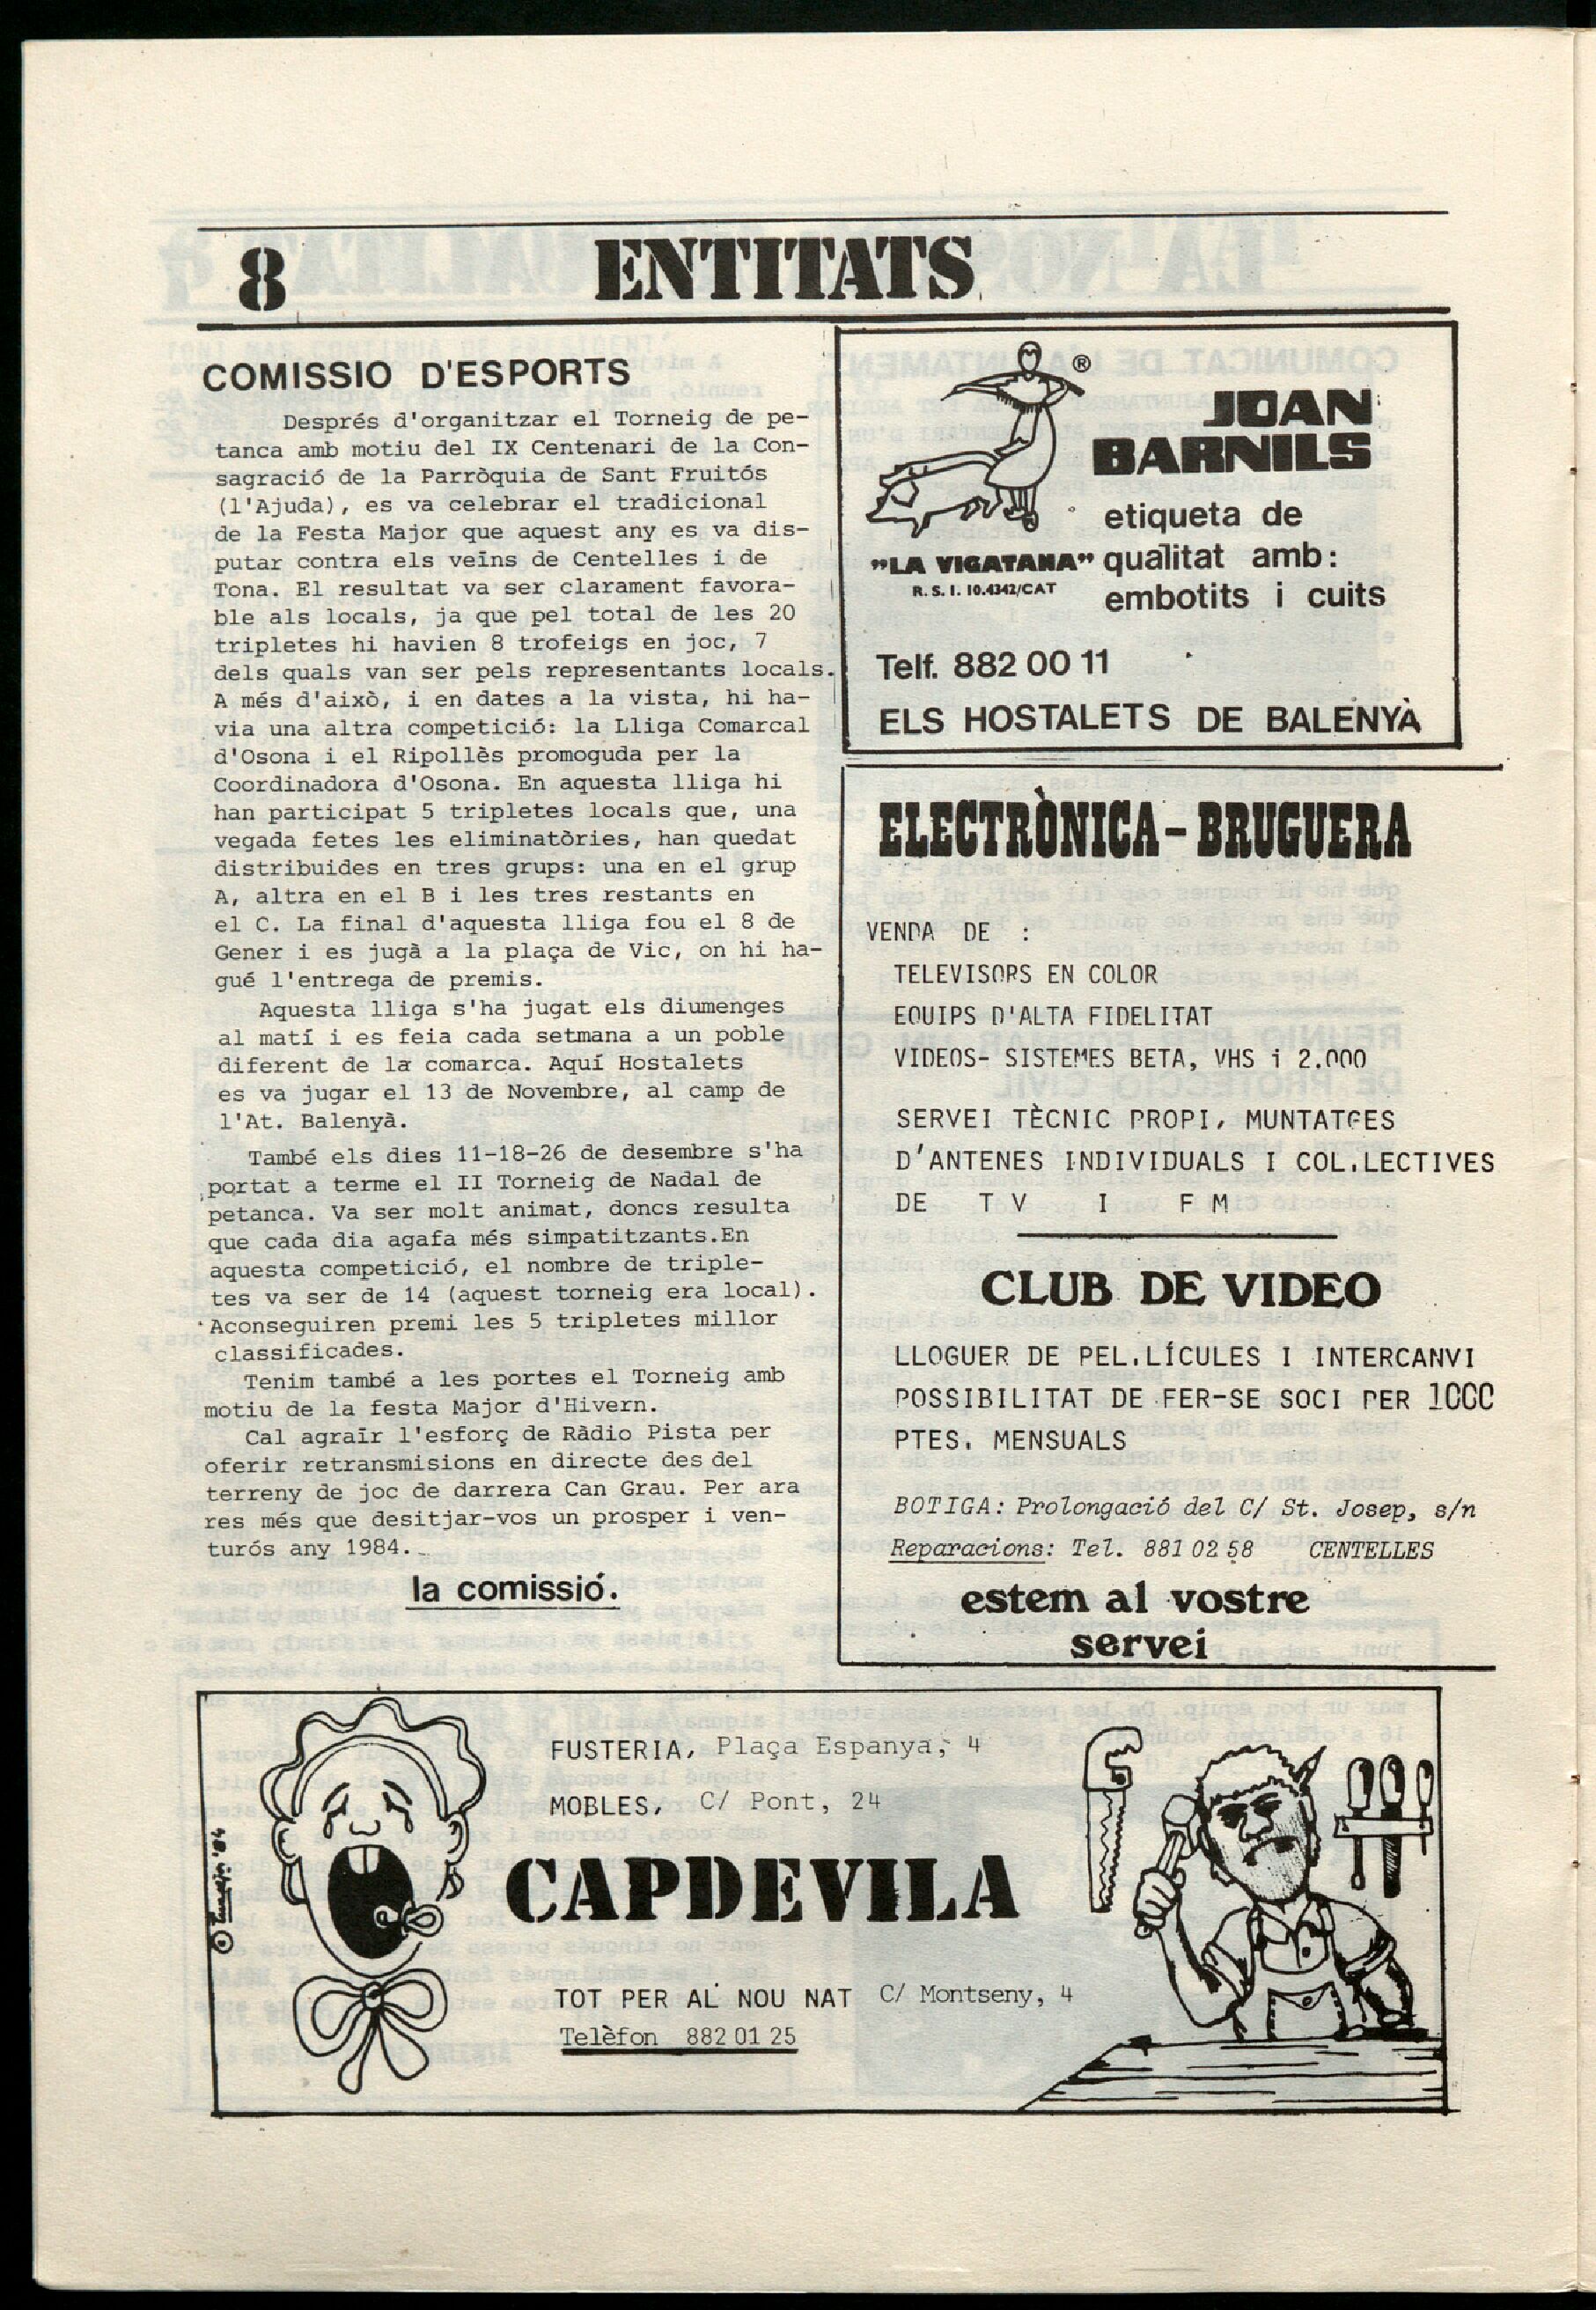 8 ENTITATS
COMISSIO D'ESPORTS
Després d'organitzar el Torneig de pe-
tanca amb motiu del IX Centenari de la Con-
sagració de la Parròquia de Sant Fruitós
(l'Ajuda), es va celebrar el tradicional
de la Festa Major que aquest any es va dis-
putar contra els veïns de Centelles i de
Tona. El resultat va ser clarament favora-
ble als locals, ja que pel total de les 20
tripletes hi havien 8 trofeigs en joc, 7
dels quals van ser pels representants locals.
A més d'això, i en dates a la vista, hi ha-
via una altra competició: la Lliga Comarcal
d'Osona i el Ripollès promoguda per la
Coordinadora d'Osona. En aquesta lliga hi
han participat 5 tripletes locals que, una
vegada fetes les eliminatòries, han quedat
distribuides en tres grups: una en el grup
A, altra en el B i les tres restants en
el C. La final d'aquesta lliga fou el 8 de
Gener i es jugà a la plaça de Vic, on hi ha-
gué l'entrega de premis.
Aquesta lliga s'ha jugat els diumenges
al matí i es feia cada setmana a un poble
diferent de la comarca. Aquí Hostalets
es va jugar el 13 de Novembre, al camp de
l'At. Balenyà.
També els dies 11-18-26 de desembre s'ha
portat a terme el II Torneig de Nadal de
petanca. Va ser molt animat, doncs resulta
que cada dia agafa més simpatitzants.En
aquesta competició, el nombre de triple-
tes va ser de 14 (aquest torneig era local).
Aconseguiren premi les 5 tripletes millor
classificades.
Tenim també a les portes el Torneig amb
motiu de la festa Major d'Hivern.
Cal agraïr l'esforç de Ràdio Pista per
oferir retransmisions en directe des del
terreny de joc de darrera Can Grau. Per ara
res més que desitjar-vos un prosper i ven-
turós any 1984.
la comissió.
®
JOAN
BARNILS
etiqueta de
qualitat amb:
embotits i cuits
"LA VIGATANA"
R. S. I. 10.4342/CAT
Telf. 882 00 11
ELS HOSTALETS DE BALENYÀ
ELECTRÒNICA-BRUGUERA
VENDA DE :
TELEVISORS EN COLOR
EQUIPS D'ALTA FIDELITAT
VIDEOS- SISTEMES BETA, VHS i 2.000
SERVEI TÈCNIC PROPI, MUNTATGES
D'ANTENES INDIVIDUALS I COL.LECTIVES
DE TV I FM
CLUB DE VIDEO
LLOGUER DE PEL.LÍCULES I INTERCANVI
POSSIBILITAT DE FER-SE SOCI PER 1000
PTES. MENSUALS
BOTIGA: Prolongació del C/ St. Josep, s/n
Reparacions: Tel. 881 02 58 CENTELLES
estem al vostre
servei
FUSTERIA, Plaça Espanya, 4
MOBLES, C/ Pont, 24
CAPDEVILA
TOT PER AL NOU NAT C/ Montseny, 4
Telèfon 882 01 25